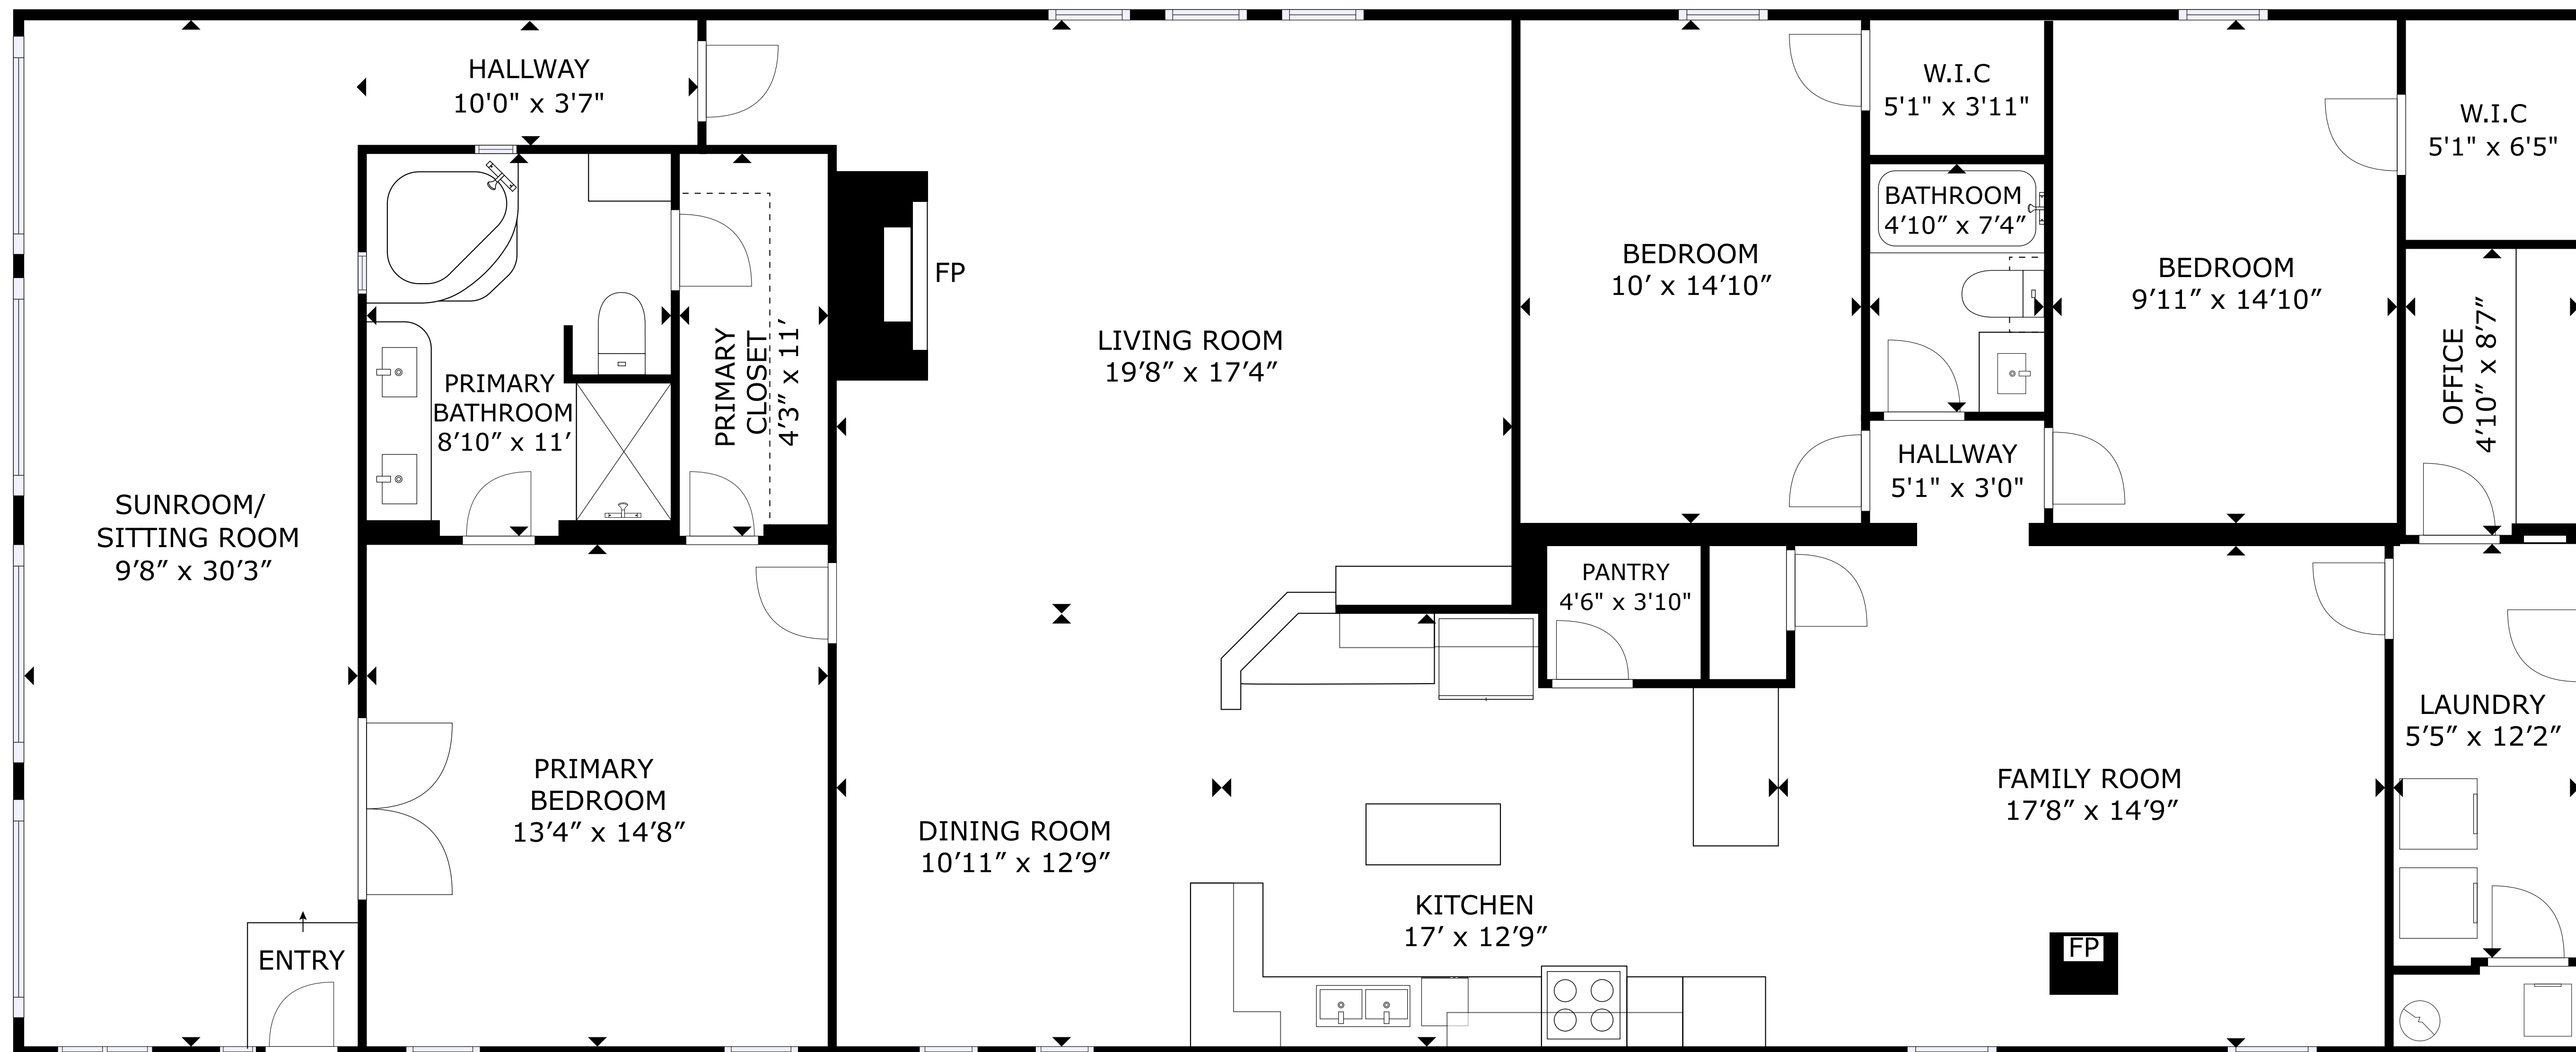 HALLWAY
10'0" x 3'7"
W.I.C
5'1" x 3'11"
W.I.C
5'1" x 6'5"
BATHROOM
4'10" x 7'4"
FP
BEDROOM
10' x 14'10"
BEDROOM
9'11" x 14'10"
LIVING ROOM
19'8" x 17'4"
PRIMARY
CLOSET
4'3" x 11'
OFFICE
4'10" x 8'7"
PRIMARY
BATHROOM
8'10" x 11'
HALLWAY
5'1" x 3'0"
SUNROOM/
SITTING ROOM
9'8" x 30'3"
PANTRY
4'6" x 3'10"
LAUNDRY
5'5" x 12'2"
PRIMARY
BEDROOM
13'4" x 14'8"
FAMILY ROOM
17'8" x 14'9"
DINING ROOM
10'11" x 12'9"
KITCHEN
17' x 12'9"
ENTRY
FP